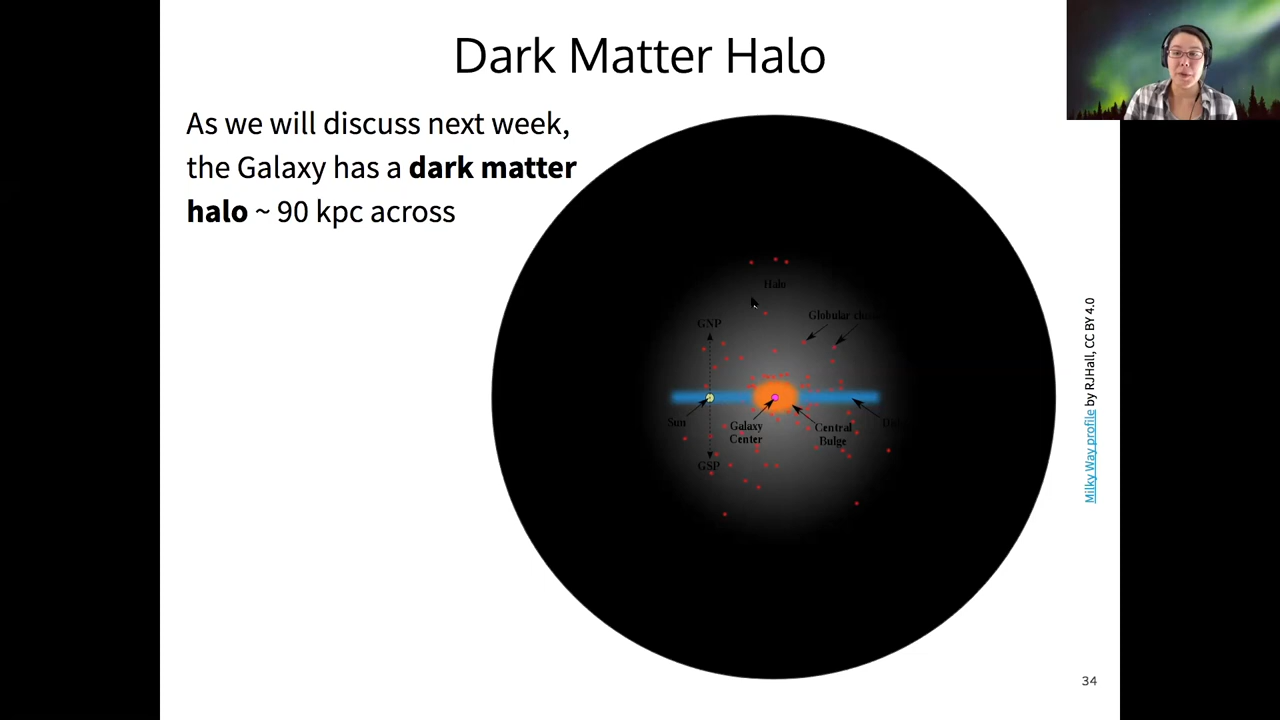 Dark Matter Halo
As we will discuss next week,
the Galaxy has a dark matter
halo ~ 90 kpc across
Halo
Globular
GNP
Sun
Galaxy
Center
Central
Bulge
GSP
Milky Way profile by RJHall, CC BY 4.0
34